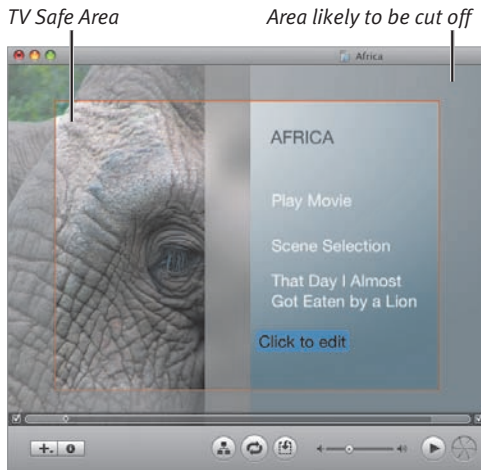 TV Safe Area
Area likely to be cut off
Africa
AFRICA
Play Movie
Scene Selection
That Day I Almost
Got Eaten by a Lion
Click to edit